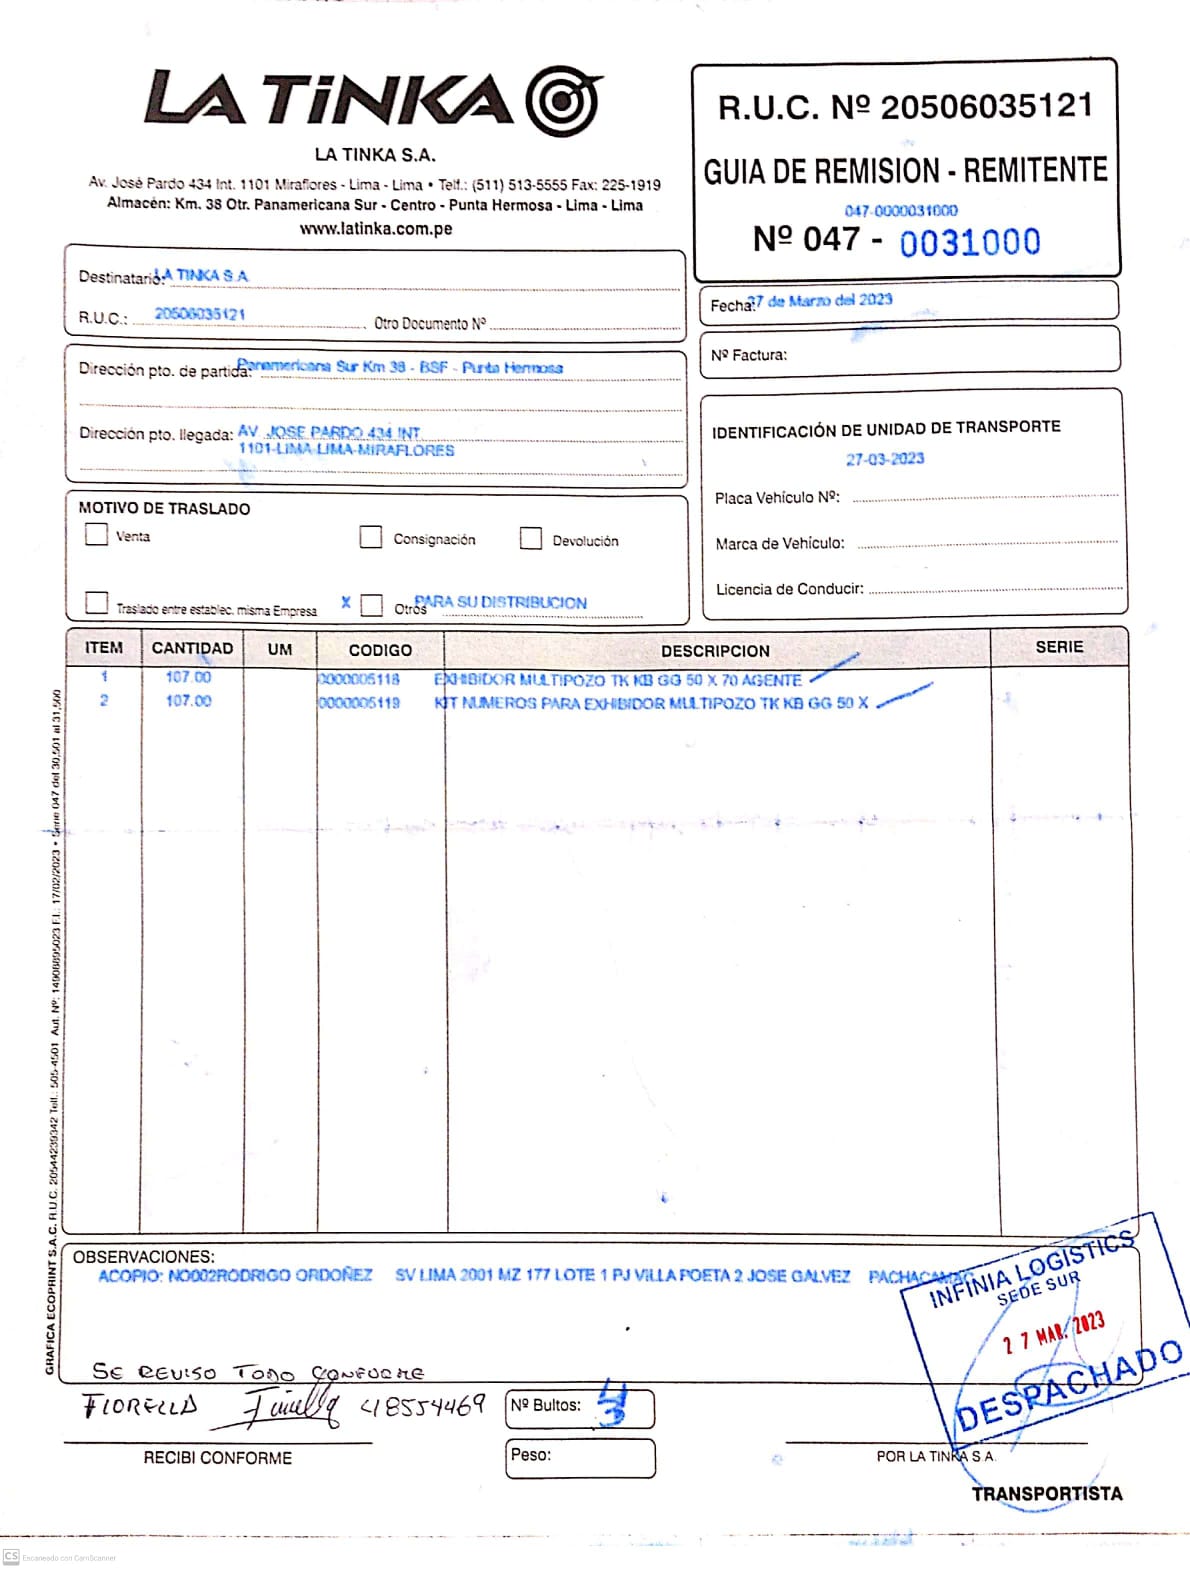 LA TINKA
LA TINKA S.A.
Av. José Pardo 434 Int. 1101 Miraflores - Lima - Lima • Telf.: (511) 513-5555 Fax: 225-1919
Almacén: Km. 38 Otr. Panamericana Sur - Centro - Punta Hermosa - Lima - Lima
www.latinka.com.pe
R.U.C. Nº 20506035121
GUIA DE REMISION - REMITENTE
047-0000031000
Nº 047 - 0031000
Destinatario: LA TINKA S.A.
R.U.C.: 20506035121 Otro Documento Nº
Fecha: 27 de Marzo del 2023
Nº Factura:
Dirección pto. de partida: Panamericana Sur Km 38 - BSF - Punta Hermosa
Dirección pto. llegada: AV. JOSE PARDO 434 INT.
1101-LIMA-LIMA-MIRAFLORES
IDENTIFICACIÓN DE UNIDAD DE TRANSPORTE
27-03-2023
Placa Vehículo Nº:
Marca de Vehículo:
Licencia de Conducir:
MOTIVO DE TRASLADO
Venta Consignación Devolución
Traslado entre establec. misma Empresa X Otros PARA SU DISTRIBUCION
ITEM CANTIDAD UM CODIGO DESCRIPCION SERIE
1 107.00 0000005118 EXHIBIDOR MULTIPOZO TK KB GG 50 X 70 AGENTE
2 107.00 0000005119 KIT NUMEROS PARA EXHIBIDOR MULTIPOZO TK KB GG 50 X
GRAFICA ECOPRINT S.A.C. R.U.C. 20544239342 Telf.: 505-4501 Aut. Nº: 14908895023 F.I.: 17/02/2023 • Serie 047 del 30,501 al 31,500
OBSERVACIONES:
ACOPIO: NO002RODRIGO ORDOÑEZ SV LIMA 2001 MZ 177 LOTE 1 PJ VILLA POETA 2 JOSE GALVEZ PACHACAMAC
INFINIA LOGISTICS
SEDE SUR
27 MAR. 2023
DESPACHADO
SE REVISO TODO CONFORME
FIORELLA Fiorella 48554469
Nº Bultos:
RECIBI CONFORME
Peso:
POR LA TINKA S.A.
TRANSPORTISTA
CS Escaneado con CamScanner